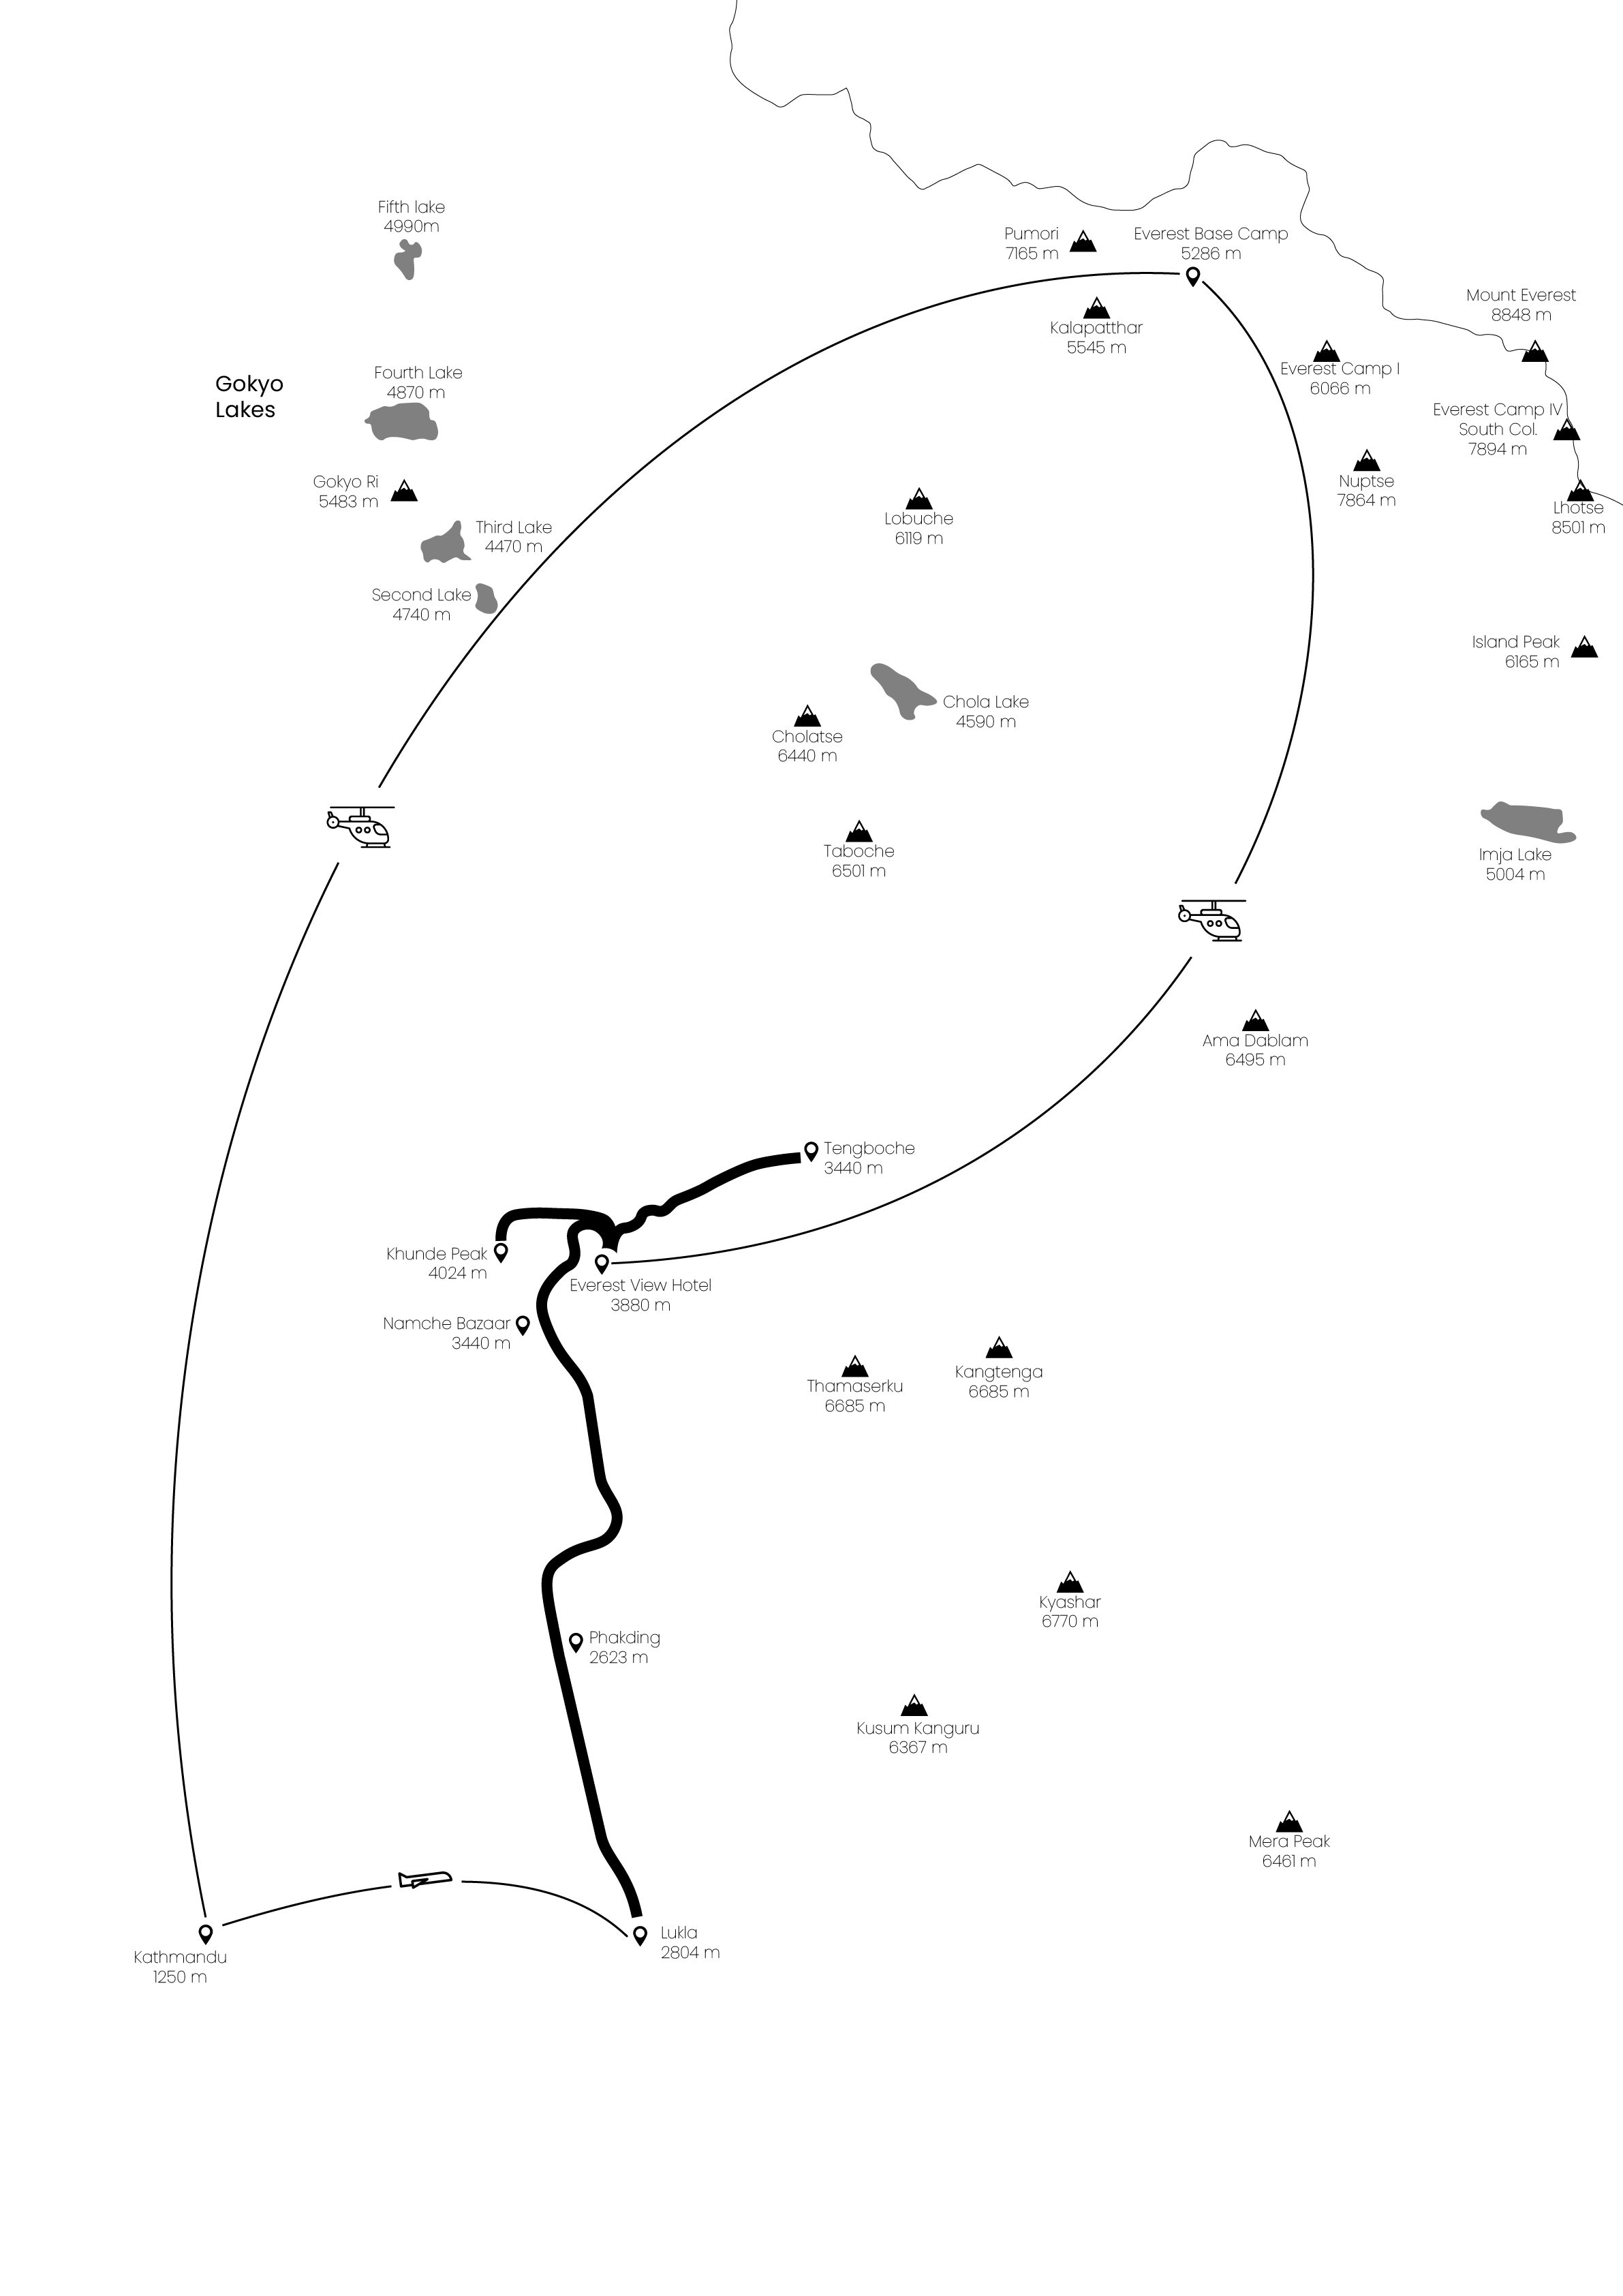 Fifth lake
4990m
Pumori
7165 m
Everest Base Camp
5286 m
Mount Everest
8848 m
Kalapatthar
5545 m
Everest Camp I
6066 m
Gokyo
Lakes
Fourth Lake
4870 m
Everest Camp IV
South Col.
7894 m
Gokyo Ri
5483 m
Nuptse
7864 m
Lhotse
8501 m
Lobuche
6119 m
Third Lake
4470 m
Second Lake
4740 m
Island Peak
6165 m
Chola Lake
4590 m
Cholatse
6440 m
Taboche
6501 m
Imja Lake
5004 m
Ama Dablam
6495 m
Tengboche
3440 m
Khunde Peak
4024 m
Everest View Hotel
3880 m
Namche Bazaar
3440 m
Thamaserku
6685 m
Kangtenga
6685 m
Kyashar
6770 m
Phakding
2623 m
Kusum Kanguru
6367 m
Mera Peak
6461 m
Lukla
2804 m
Kathmandu
1250 m